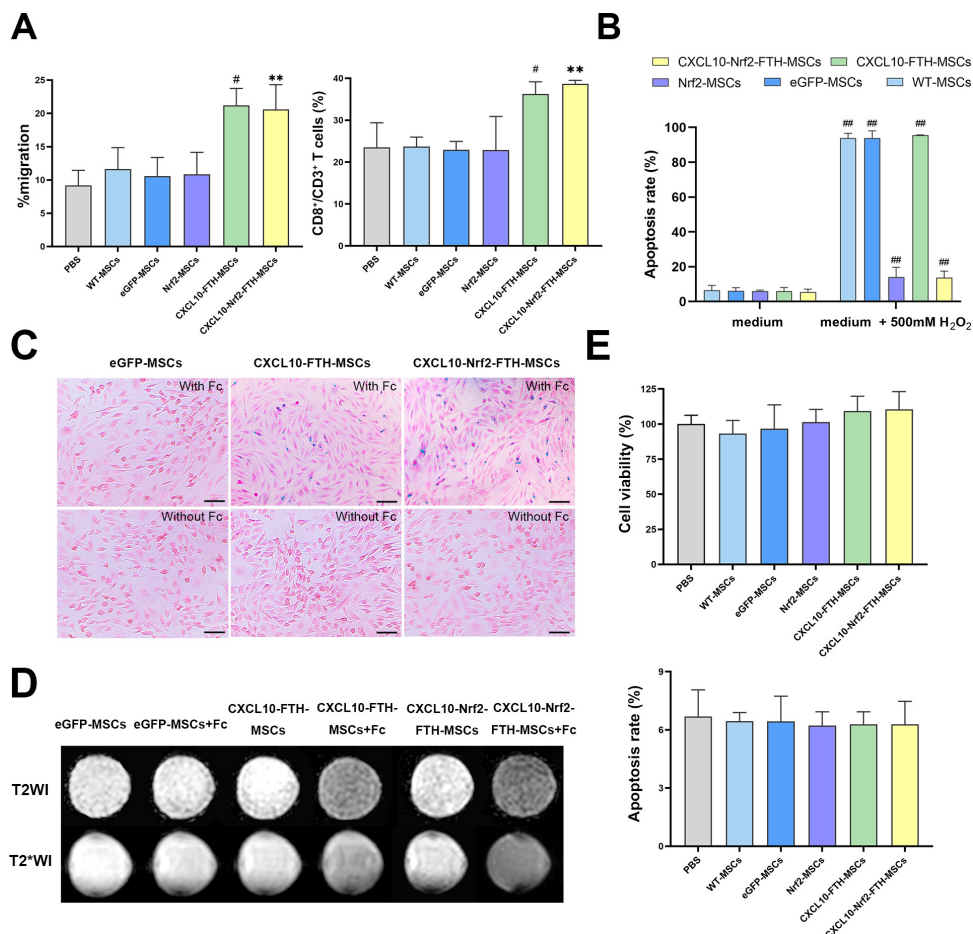 A
%migration
25
20
15
10
5
0
#
**
PBS
WT-MSCs
eGFP-MSCs
Nrf2-MSCs
CXCL10-FTH-MSCs
CXCL10-Nrf2-FTH-MSCs
CD8⁺/CD3⁺ T cells (%)
40
30
20
10
0
#
**
PBS
WT-MSCs
eGFP-MSCs
Nrf2-MSCs
CXCL10-FTH-MSCs
CXCL10-Nrf2-FTH-MSCs
B
CXCL10-Nrf2-FTH-MSCs CXCL10-FTH-MSCs
Nrf2-MSCs eGFP-MSCs WT-MSCs
Apoptosis rate (%)
100
80
60
40
20
0
## ## ## ## ##
medium medium + 500mM H₂O₂
C
eGFP-MSCs CXCL10-FTH-MSCs CXCL10-Nrf2-FTH-MSCs
With Fc With Fc With Fc
Without Fc Without Fc Without Fc
D
eGFP-MSCs eGFP-MSCs+Fc CXCL10-FTH-MSCs CXCL10-FTH-MSCs+Fc CXCL10-Nrf2-FTH-MSCs CXCL10-Nrf2-FTH-MSCs+Fc
T2WI
T2*WI
E
Cell viability (%)
125
100
75
50
25
0
PBS
WT-MSCs
eGFP-MSCs
Nrf2-MSCs
CXCL10-FTH-MSCs
CXCL10-Nrf2-FTH-MSCs
Apoptosis rate (%)
9
6
3
0
PBS
WT-MSCs
eGFP-MSCs
Nrf2-MSCs
CXCL10-FTH-MSCs
CXCL10-Nrf2-FTH-MSCs